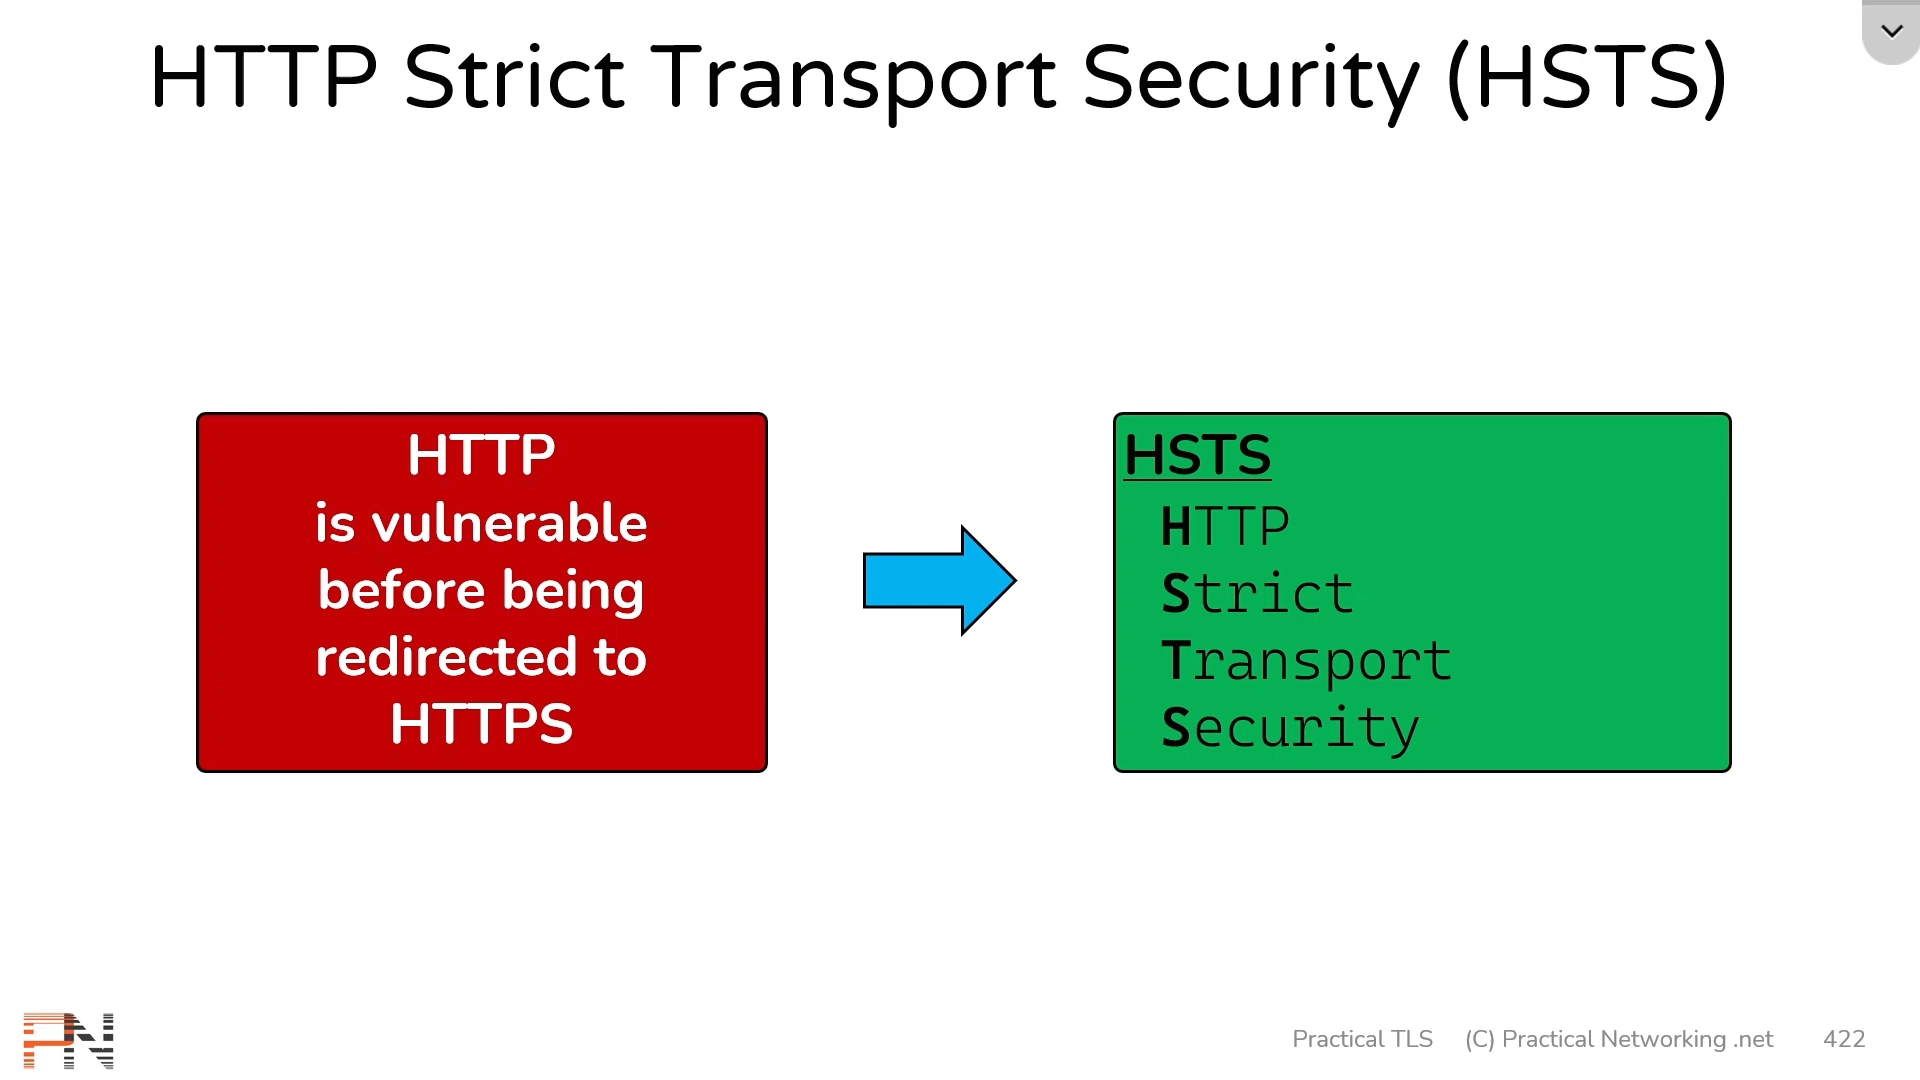 HTTP Strict Transport Security (HSTS)
HTTP
is vulnerable
before being
redirected to
HTTPS
HSTS
HTTP
Strict
Transport
Security
PN
Practical TLS (C) Practical Networking .net 422